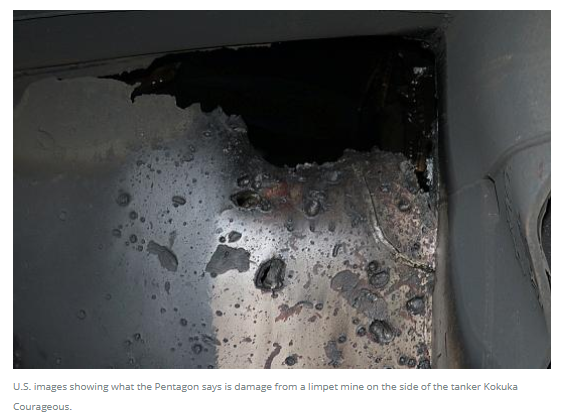 U.S. images showing what the Pentagon says is damage from a limpet mine on the side of the tanker Kokuka
Courageous.